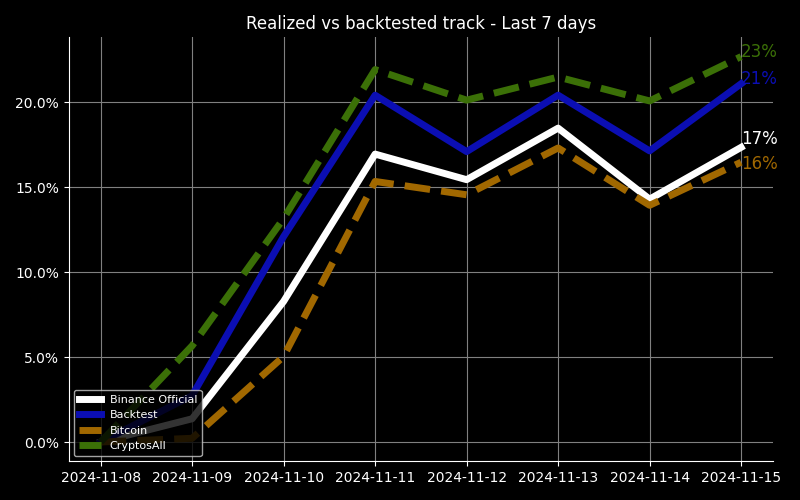 Realized vs backtested track - Last 7 days
23%
21%
20.0%
17%
16%
15.0%
10.0%
5.0%
0.0%
Binance Official
Backtest
Bitcoin
CryptosAll
2024-11-08 2024-11-09 2024-11-10 2024-11-11 2024-11-12 2024-11-13 2024-11-14 2024-11-15